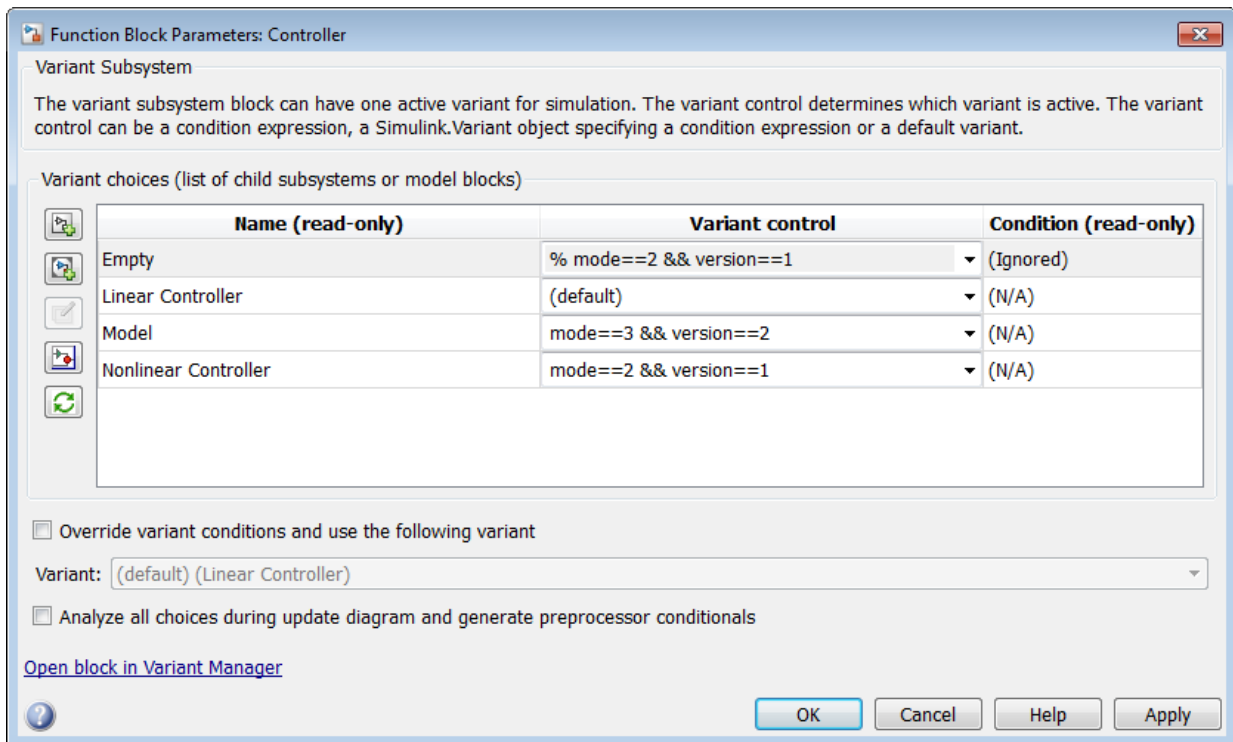 Function Block Parameters: Controller
Variant Subsystem
The variant subsystem block can have one active variant for simulation. The variant control determines which variant is active. The variant
control can be a condition expression, a Simulink.Variant object specifying a condition expression or a default variant.
Variant choices (list of child subsystems or model blocks)
Name (read-only) Variant control Condition (read-only)
Empty % mode==2 && version==1 (Ignored)
Linear Controller (default) (N/A)
Model mode==3 && version==2 (N/A)
Nonlinear Controller mode==2 && version==1 (N/A)
Override variant conditions and use the following variant
Variant: (default) (Linear Controller)
Analyze all choices during update diagram and generate preprocessor conditionals
Open block in Variant Manager
? OK Cancel Help Apply